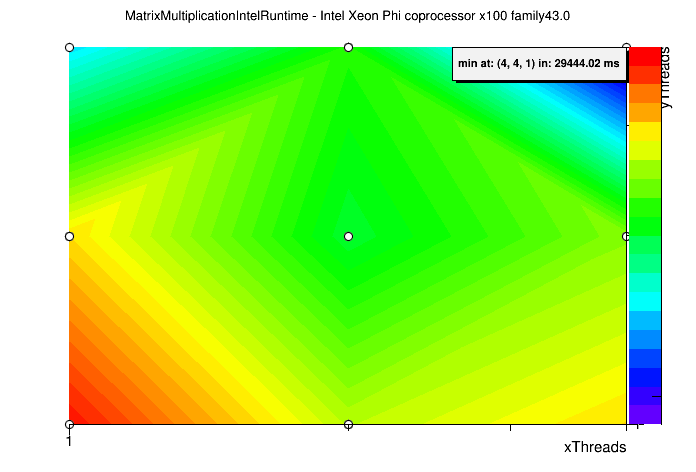 MatrixMultiplicationIntelRuntime - Intel Xeon Phi coprocessor x100 family43.0
min at: (4, 4, 1) in: 29444.02 ms
yThreads
1
xThreads